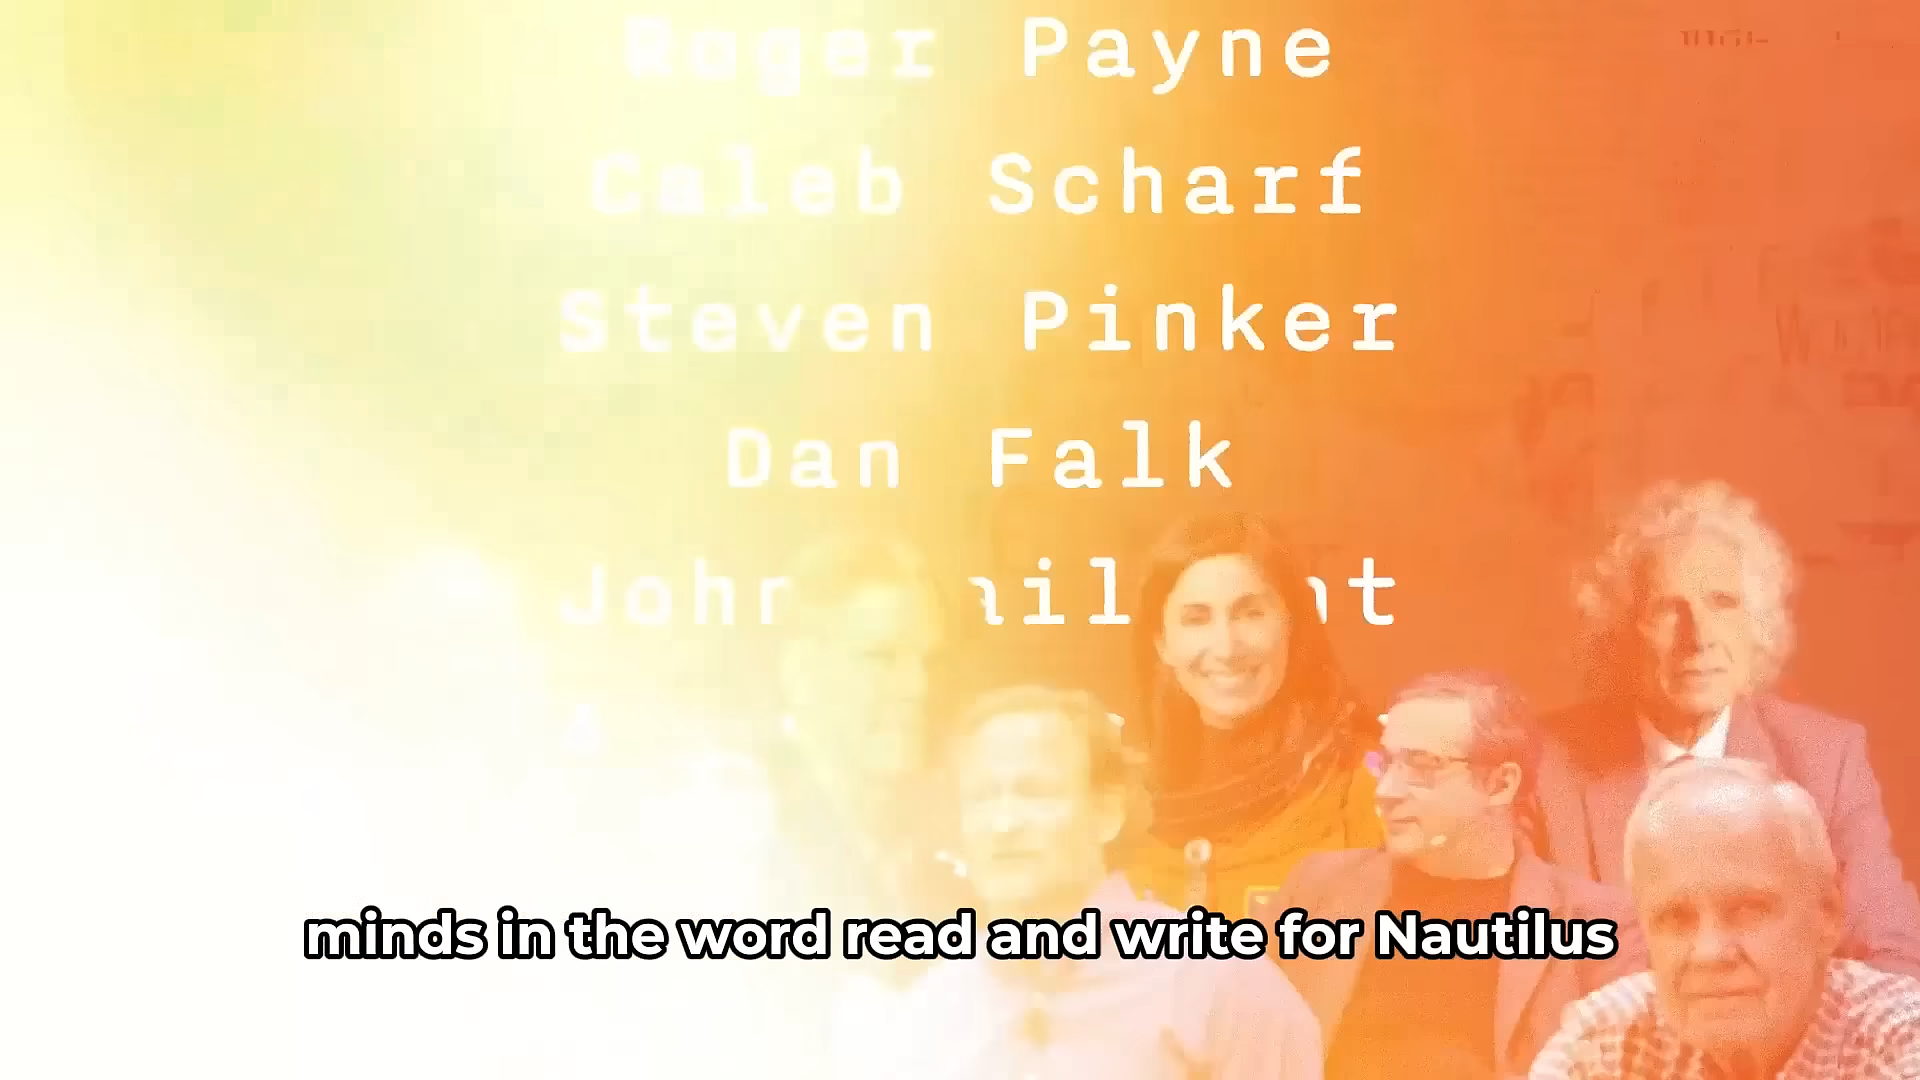 Roger Payne
Caleb Scharf
Steven Pinker
Dan Falk
minds in the word read and write for Nautilus